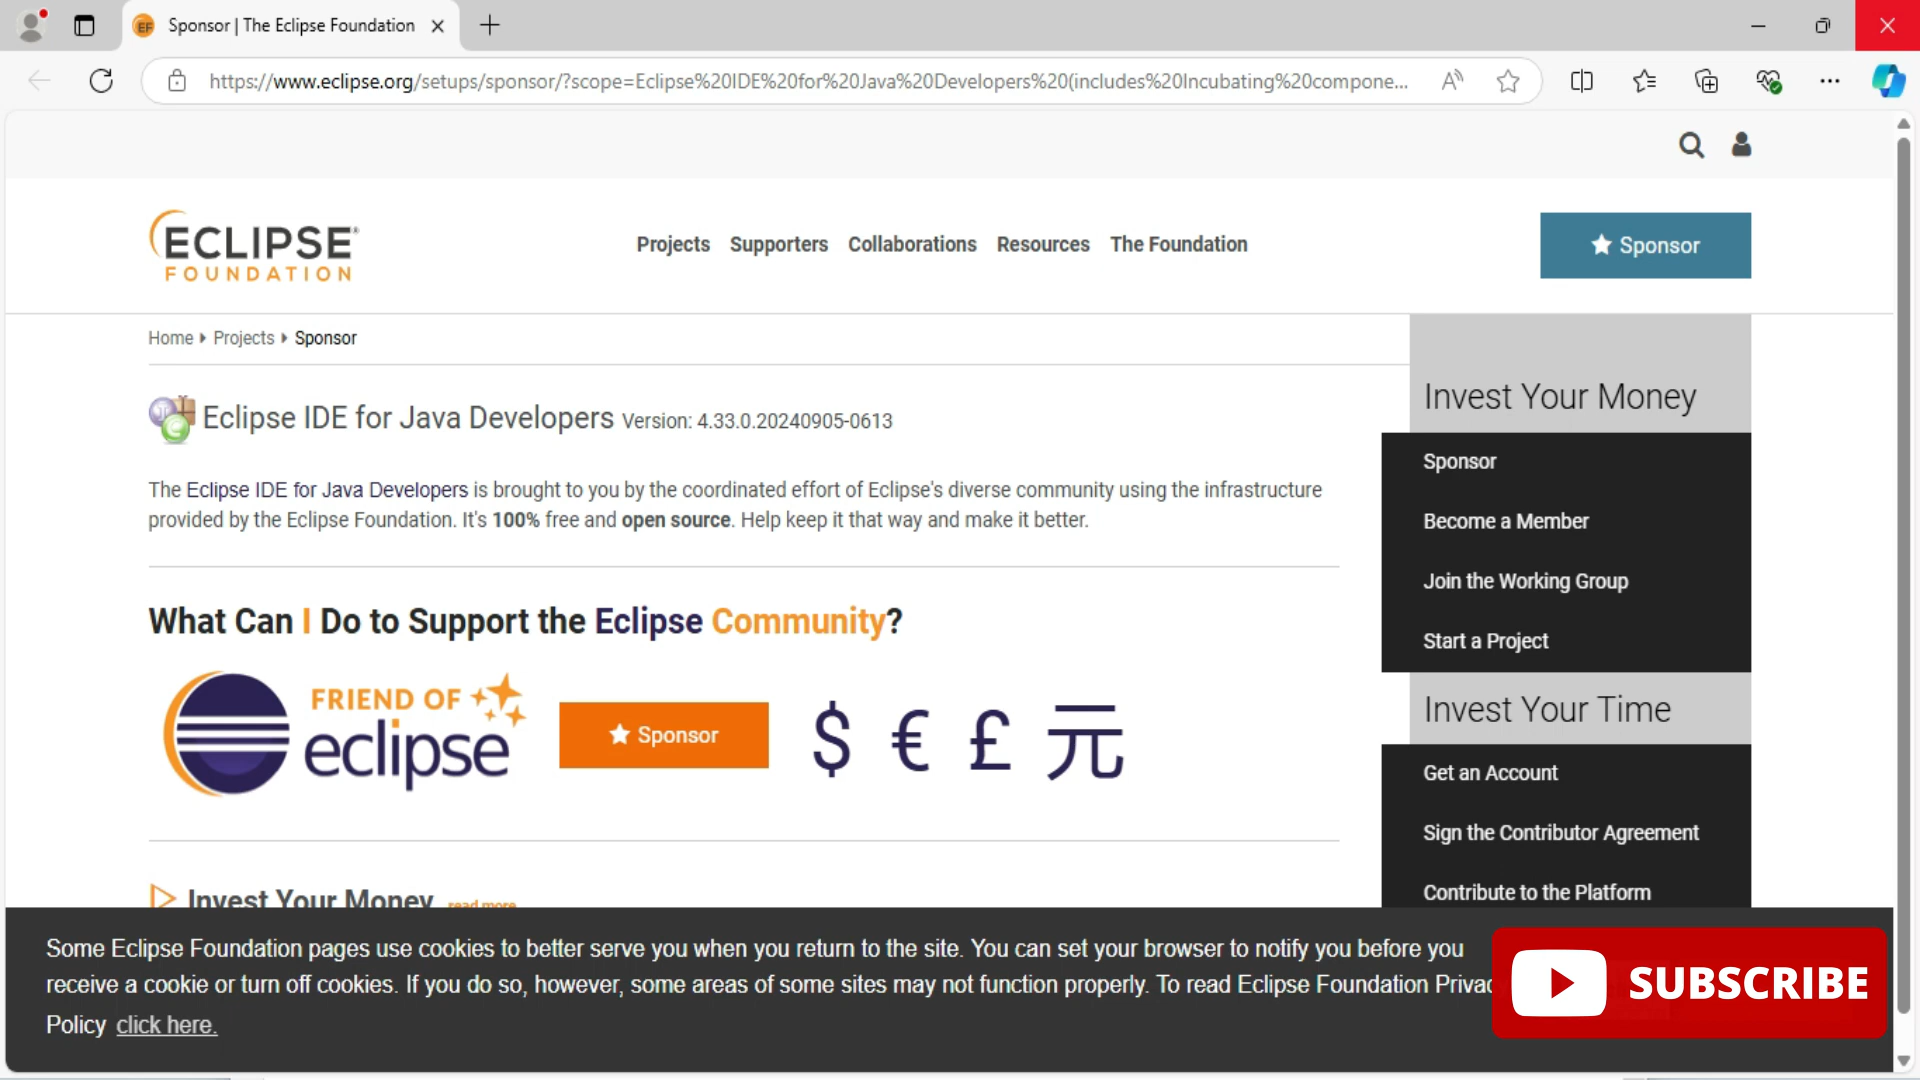 EF Sponsor | The Eclipse Foundation
https://www.eclipse.org/setups/sponsor/?scope=Eclipse%20IDE%20for%20Java%20Developers%20(includes%20Incubating%20compone...
ECLIPSE®
FOUNDATION
Projects Supporters Collaborations Resources The Foundation
Sponsor
Home Projects Sponsor
Eclipse IDE for Java Developers Version: 4.33.0.20240905-0613
The Eclipse IDE for Java Developers is brought to you by the coordinated effort of Eclipse's diverse community using the infrastructure
provided by the Eclipse Foundation. It's 100% free and open source. Help keep it that way and make it better.
What Can I Do to Support the Eclipse Community?
FRIEND OF
eclipse
Sponsor
$ € £ 元
Invest Your Money read more
Invest Your Money
Sponsor
Become a Member
Join the Working Group
Start a Project
Invest Your Time
Get an Account
Sign the Contributor Agreement
Contribute to the Platform
Some Eclipse Foundation pages use cookies to better serve you when you return to the site. You can set your browser to notify you before you
receive a cookie or turn off cookies. If you do so, however, some areas of some sites may not function properly. To read Eclipse Foundation Privac
Policy click here.
SUBSCRIBE